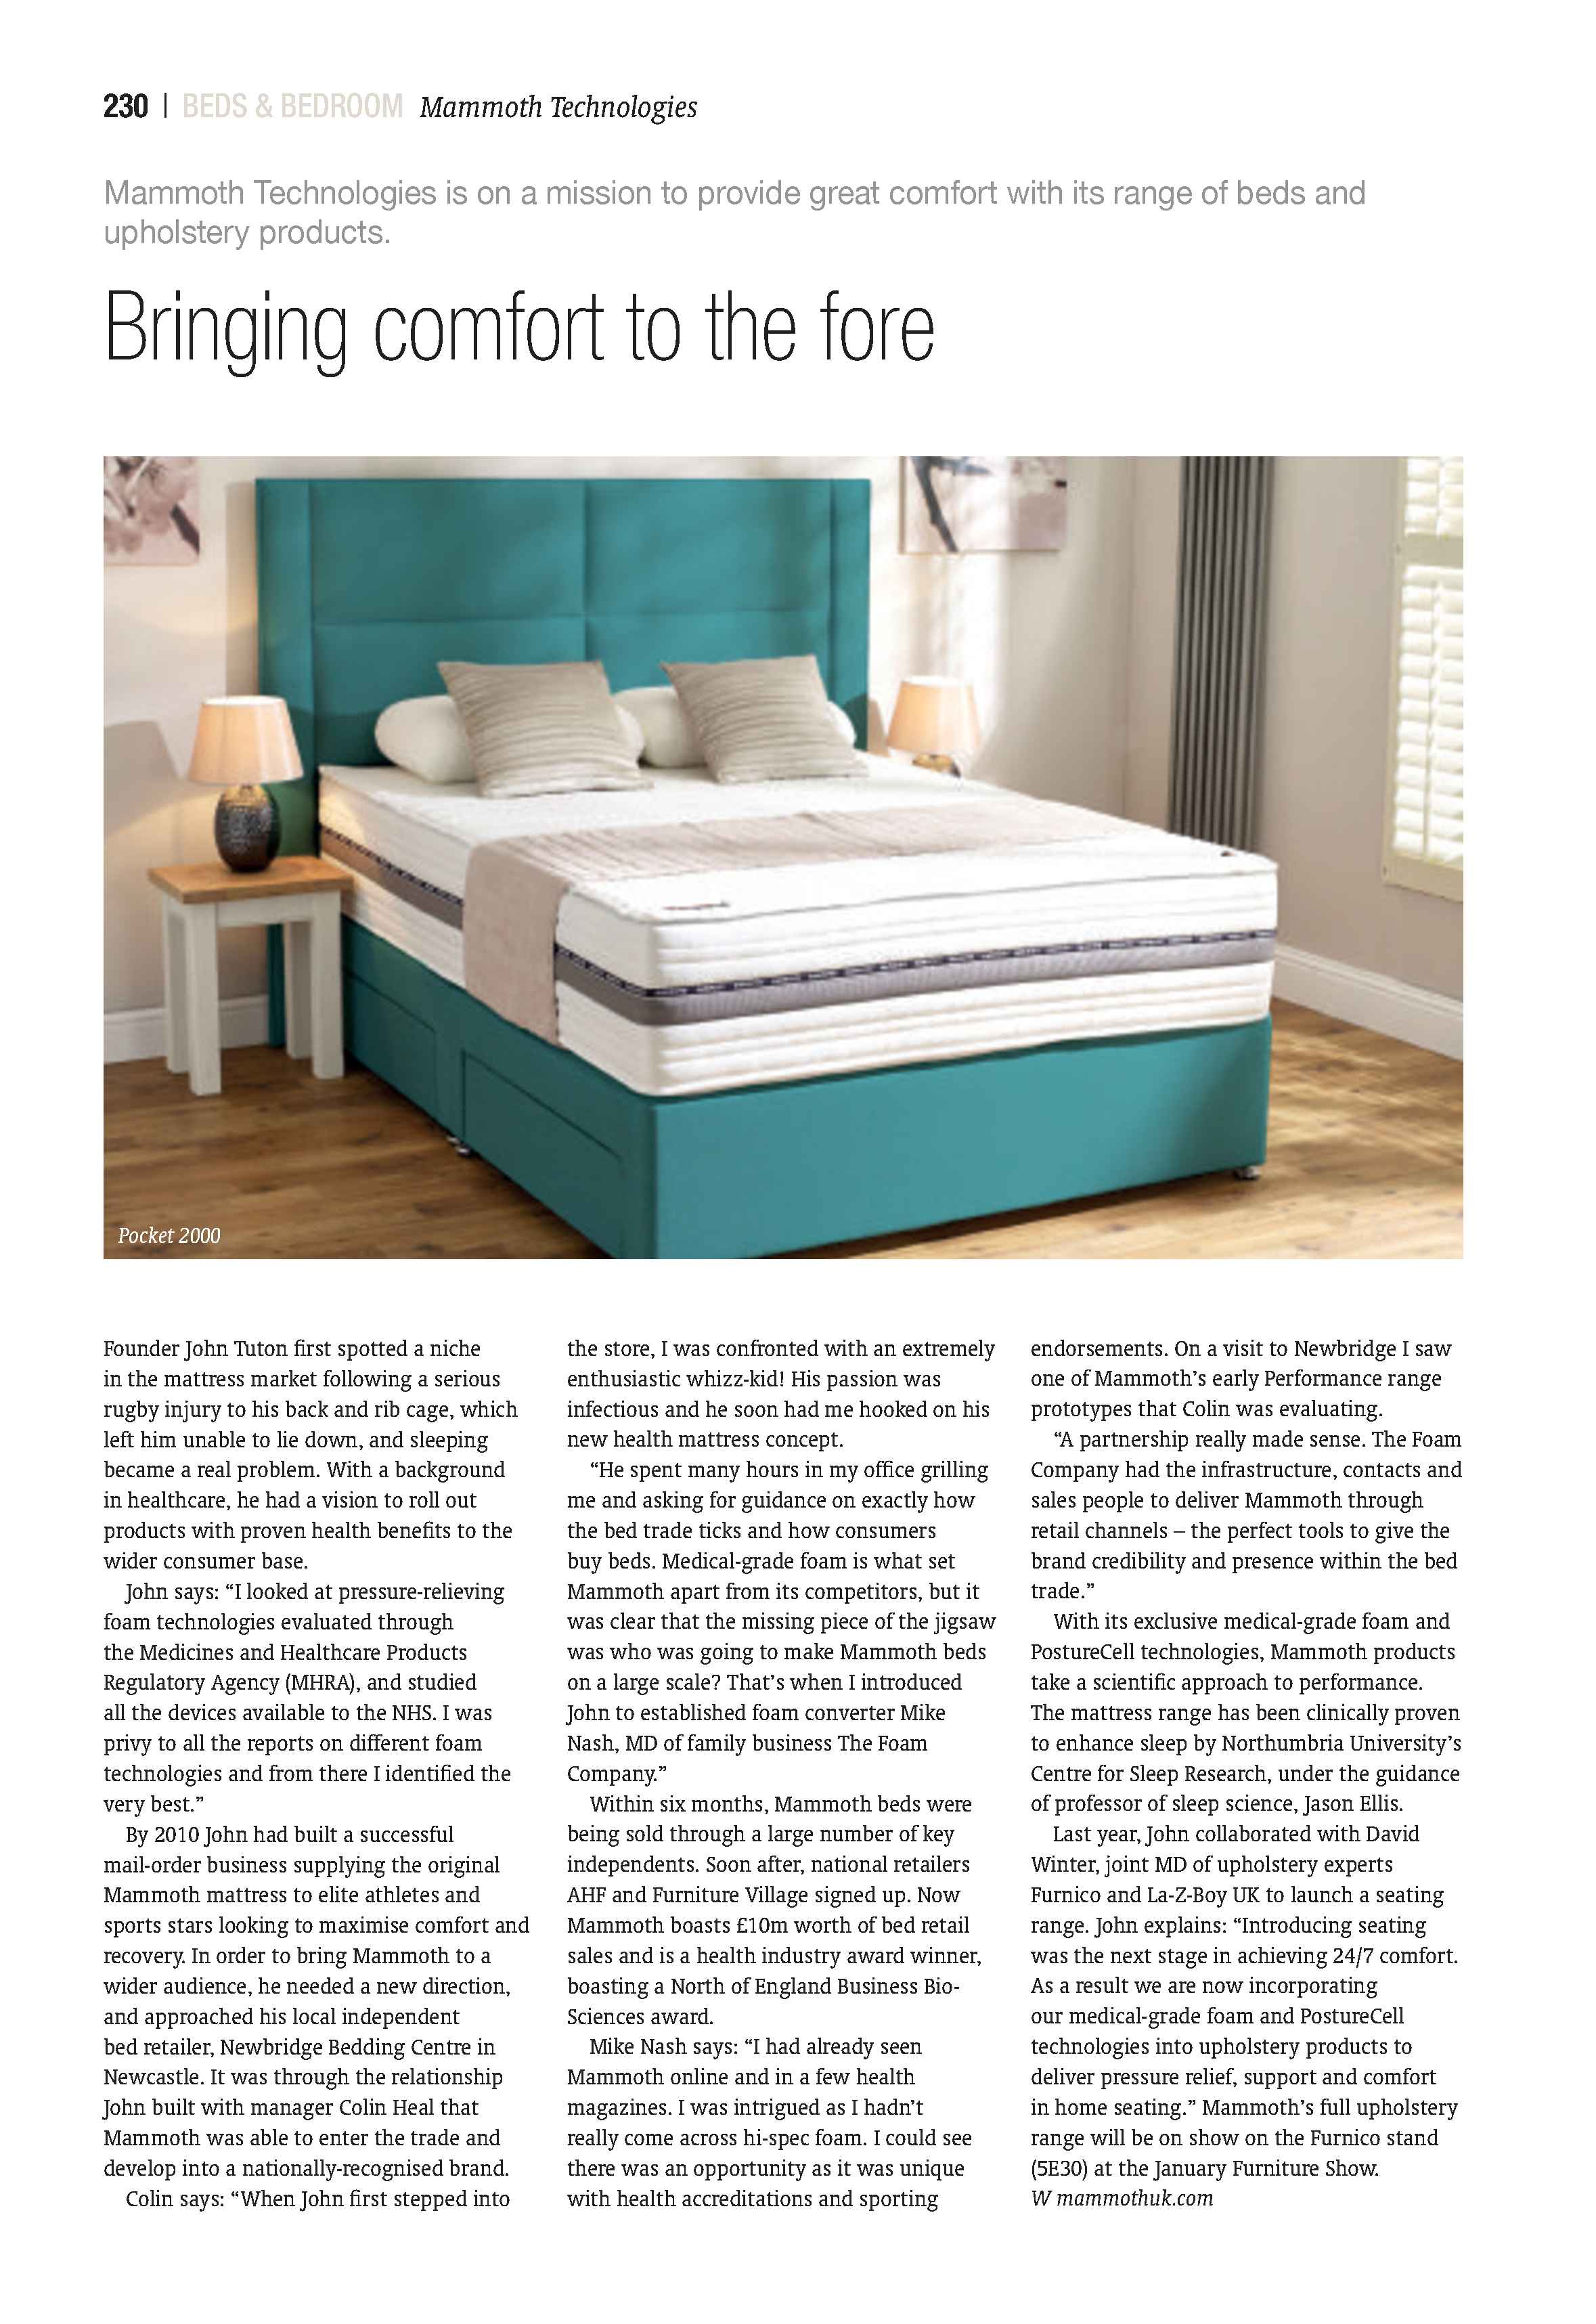 230 | BEDS & BEDROOM Mammoth Technologies
Mammoth Technologies is on a mission to provide great comfort with its range of beds and
upholstery products.
Bringing comfort to the fore
Pocket 2000
Founder John Tuton first spotted a niche
in the mattress market following a serious
rugby injury to his back and rib cage, which
left him unable to lie down, and sleeping
became a real problem. With a background
in healthcare, he had a vision to roll out
products with proven health benefits to the
wider consumer base.
John says: “I looked at pressure-relieving
foam technologies evaluated through
the Medicines and Healthcare Products
Regulatory Agency (MHRA), and studied
all the devices available to the NHS. I was
privy to all the reports on different foam
technologies and from there I identified the
very best.”
By 2010 John had built a successful
mail-order business supplying the original
Mammoth mattress to elite athletes and
sports stars looking to maximise comfort and
recovery. In order to bring Mammoth to a
wider audience, he needed a new direction,
and approached his local independent
bed retailer, Newbridge Bedding Centre in
Newcastle. It was through the relationship
John built with manager Colin Heal that
Mammoth was able to enter the trade and
develop into a nationally-recognised brand.
Colin says: “When John first stepped into
the store, I was confronted with an extremely
enthusiastic whizz-kid! His passion was
infectious and he soon had me hooked on his
new health mattress concept.
“He spent many hours in my office grilling
me and asking for guidance on exactly how
the bed trade ticks and how consumers
buy beds. Medical-grade foam is what set
Mammoth apart from its competitors, but it
was clear that the missing piece of the jigsaw
was who was going to make Mammoth beds
on a large scale? That’s when I introduced
John to established foam converter Mike
Nash, MD of family business The Foam
Company.”
Within six months, Mammoth beds were
being sold through a large number of key
independents. Soon after, national retailers
AHF and Furniture Village signed up. Now
Mammoth boasts £10m worth of bed retail
sales and is a health industry award winner,
boasting a North of England Business Bio-
Sciences award.
Mike Nash says: “I had already seen
Mammoth online and in a few health
magazines. I was intrigued as I hadn’t
really come across hi-spec foam. I could see
there was an opportunity as it was unique
with health accreditations and sporting
endorsements. On a visit to Newbridge I saw
one of Mammoth’s early Performance range
prototypes that Colin was evaluating.
“A partnership really made sense. The Foam
Company had the infrastructure, contacts and
sales people to deliver Mammoth through
retail channels – the perfect tools to give the
brand credibility and presence within the bed
trade.”
With its exclusive medical-grade foam and
PostureCell technologies, Mammoth products
take a scientific approach to performance.
The mattress range has been clinically proven
to enhance sleep by Northumbria University’s
Centre for Sleep Research, under the guidance
of professor of sleep science, Jason Ellis.
Last year, John collaborated with David
Winter, joint MD of upholstery experts
Furnico and La-Z-Boy UK to launch a seating
range. John explains: “Introducing seating
was the next stage in achieving 24/7 comfort.
As a result we are now incorporating
our medical-grade foam and PostureCell
technologies into upholstery products to
deliver pressure relief, support and comfort
in home seating.” Mammoth’s full upholstery
range will be on show on the Furnico stand
(5E30) at the January Furniture Show.
W mammothuk.com